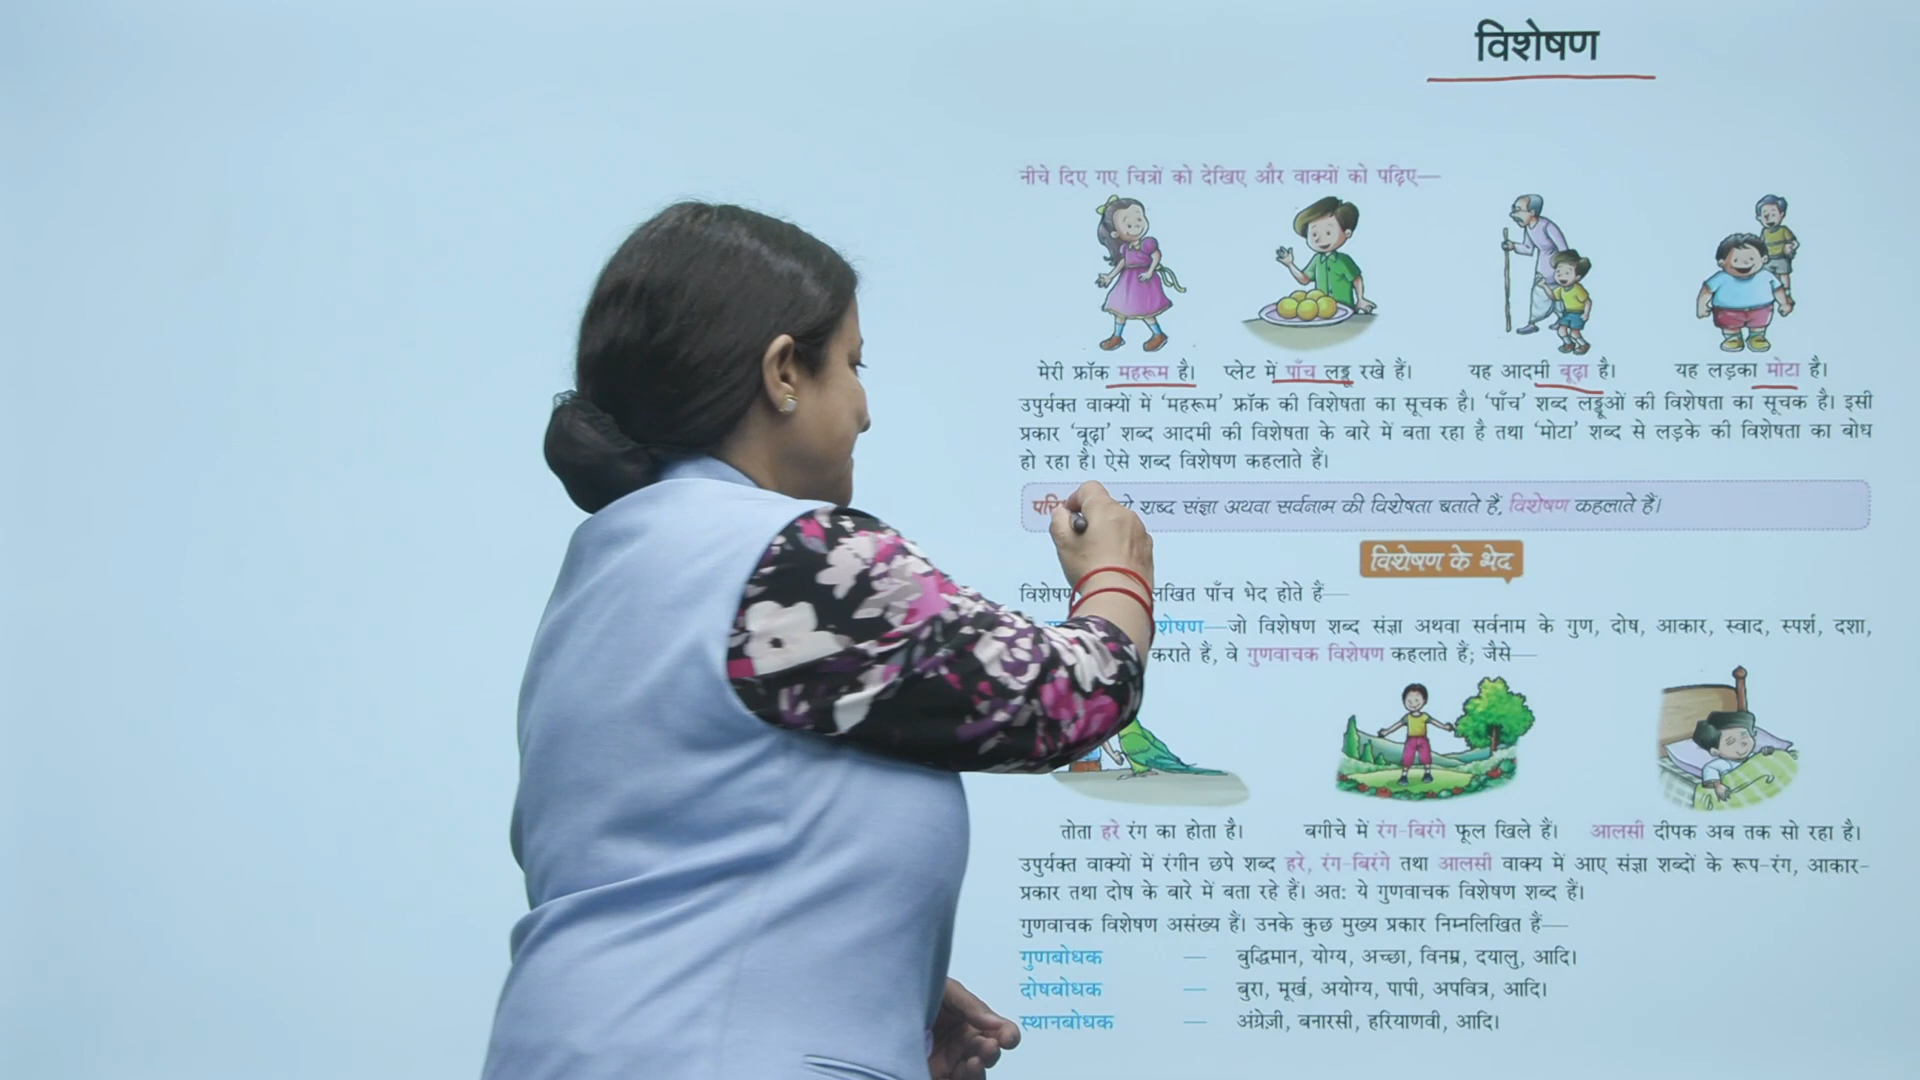 विशेषण
नीचे दिए गए चित्रों को देखिए और वाक्यों को पढ़िए—
मेरी फ्रॉक महरूम है। प्लेट में पाँच लड्डू रखे हैं। यह आदमी बूढ़ा है। यह लड़का मोटा है।
उपुर्यक्त वाक्यों में ‘महरूम’ फ्रॉक की विशेषता का सूचक है। ‘पाँच’ शब्द लड्डूओं की विशेषता का सूचक है। इसी
प्रकार ‘बूढ़ा’ शब्द आदमी की विशेषता के बारे में बता रहा है तथा ‘मोटा’ शब्द से लड़के की विशेषता का बोध
हो रहा है। ऐसे शब्द विशेषण कहलाते हैं।
शब्द संज्ञा अथवा सर्वनाम की विशेषता बताते हैं, विशेषण कहलाते हैं।
विशेषण के भेद
विशेषण पाँच भेद होते हैं—
जो विशेषण शब्द संज्ञा अथवा सर्वनाम के गुण, दोष, आकार, स्वाद, स्पर्श, दशा,
कराते हैं, वे गुणवाचक विशेषण कहलाते हैं; जैसे—
तोता हरे रंग का होता है। बगीचे में रंग-बिरंगे फूल खिले हैं। आलसी दीपक अब तक सो रहा है।
उपुर्यक्त वाक्यों में रंगीन छपे शब्द हरे, रंग-बिरंगे तथा आलसी वाक्य में आए संज्ञा शब्दों के रूप-रंग, आकार-
प्रकार तथा दोष के बारे में बता रहे हैं। अतः ये गुणवाचक विशेषण शब्द हैं।
गुणवाचक विशेषण असंख्य हैं। उनके कुछ मुख्य प्रकार निम्नलिखित हैं—
गुणबोधक — बुद्धिमान, योग्य, अच्छा, विनम्र, दयालु, आदि।
दोषबोधक — बुरा, मूर्ख, अयोग्य, पापी, अपवित्र, आदि।
स्थानबोधक — अंग्रेज़ी, बनारसी, हरियाणवी, आदि।